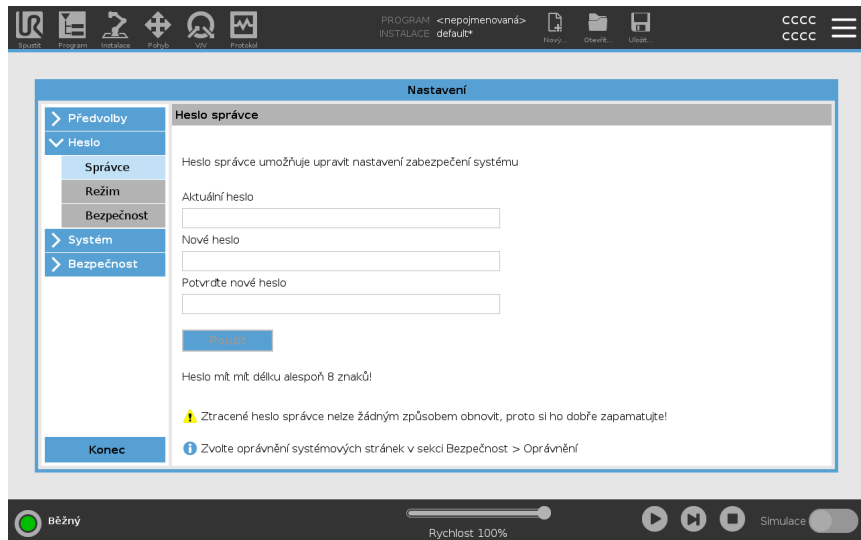 UR
PROGRAM <nepojmenovaná>
INSTALACE default*
CCCC
CCCC
Spustit Program Instalace Pohyb V/V Protokol Nový... Otevřít... Uložit...
Nastavení
Předvolby
Heslo
Správce
Režim
Bezpečnost
Systém
Bezpečnost
Konec
Heslo správce
Heslo správce umožňuje upravit nastavení zabezpečení systému
Aktuální heslo
Nové heslo
Potvrďte nové heslo
Použít
Heslo mít mít délku alespoň 8 znaků!
Ztracené heslo správce nelze žádným způsobem obnovit, proto si ho dobře zapamatujte!
Zvolte oprávnění systémových stránek v sekci Bezpečnost > Oprávnění
Běžný
Rychlost 100%
Simulace